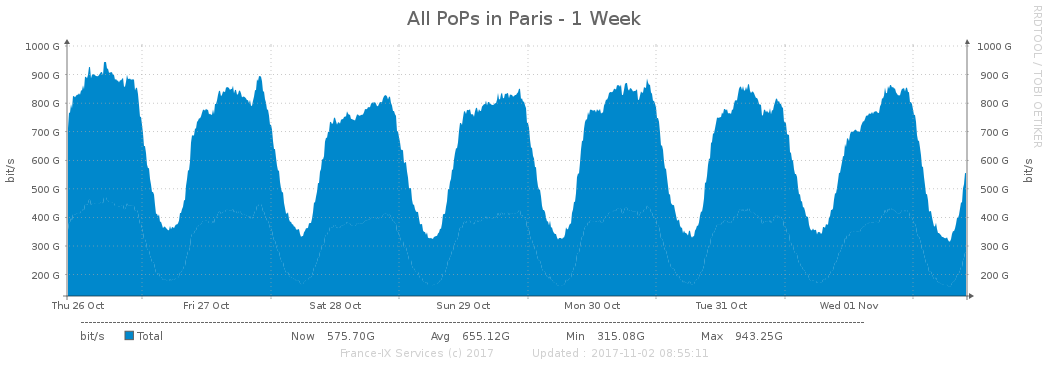 All PoPs in Paris - 1 Week
RRDTOOL / TOBI OETIKER
1000 G 1000 G
900 G 900 G
800 G 800 G
700 G 700 G
600 G 600 G
500 G 500 G
400 G 400 G
300 G 300 G
200 G 200 G
bit/s bit/s
Thu 26 Oct Fri 27 Oct Sat 28 Oct Sun 29 Oct Mon 30 Oct Tue 31 Oct Wed 01 Nov
bit/s Total Now 575.70G Avg 655.12G Min 315.08G Max 943.25G
France-IX Services (c) 2017 Updated : 2017-11-02 08:55:11